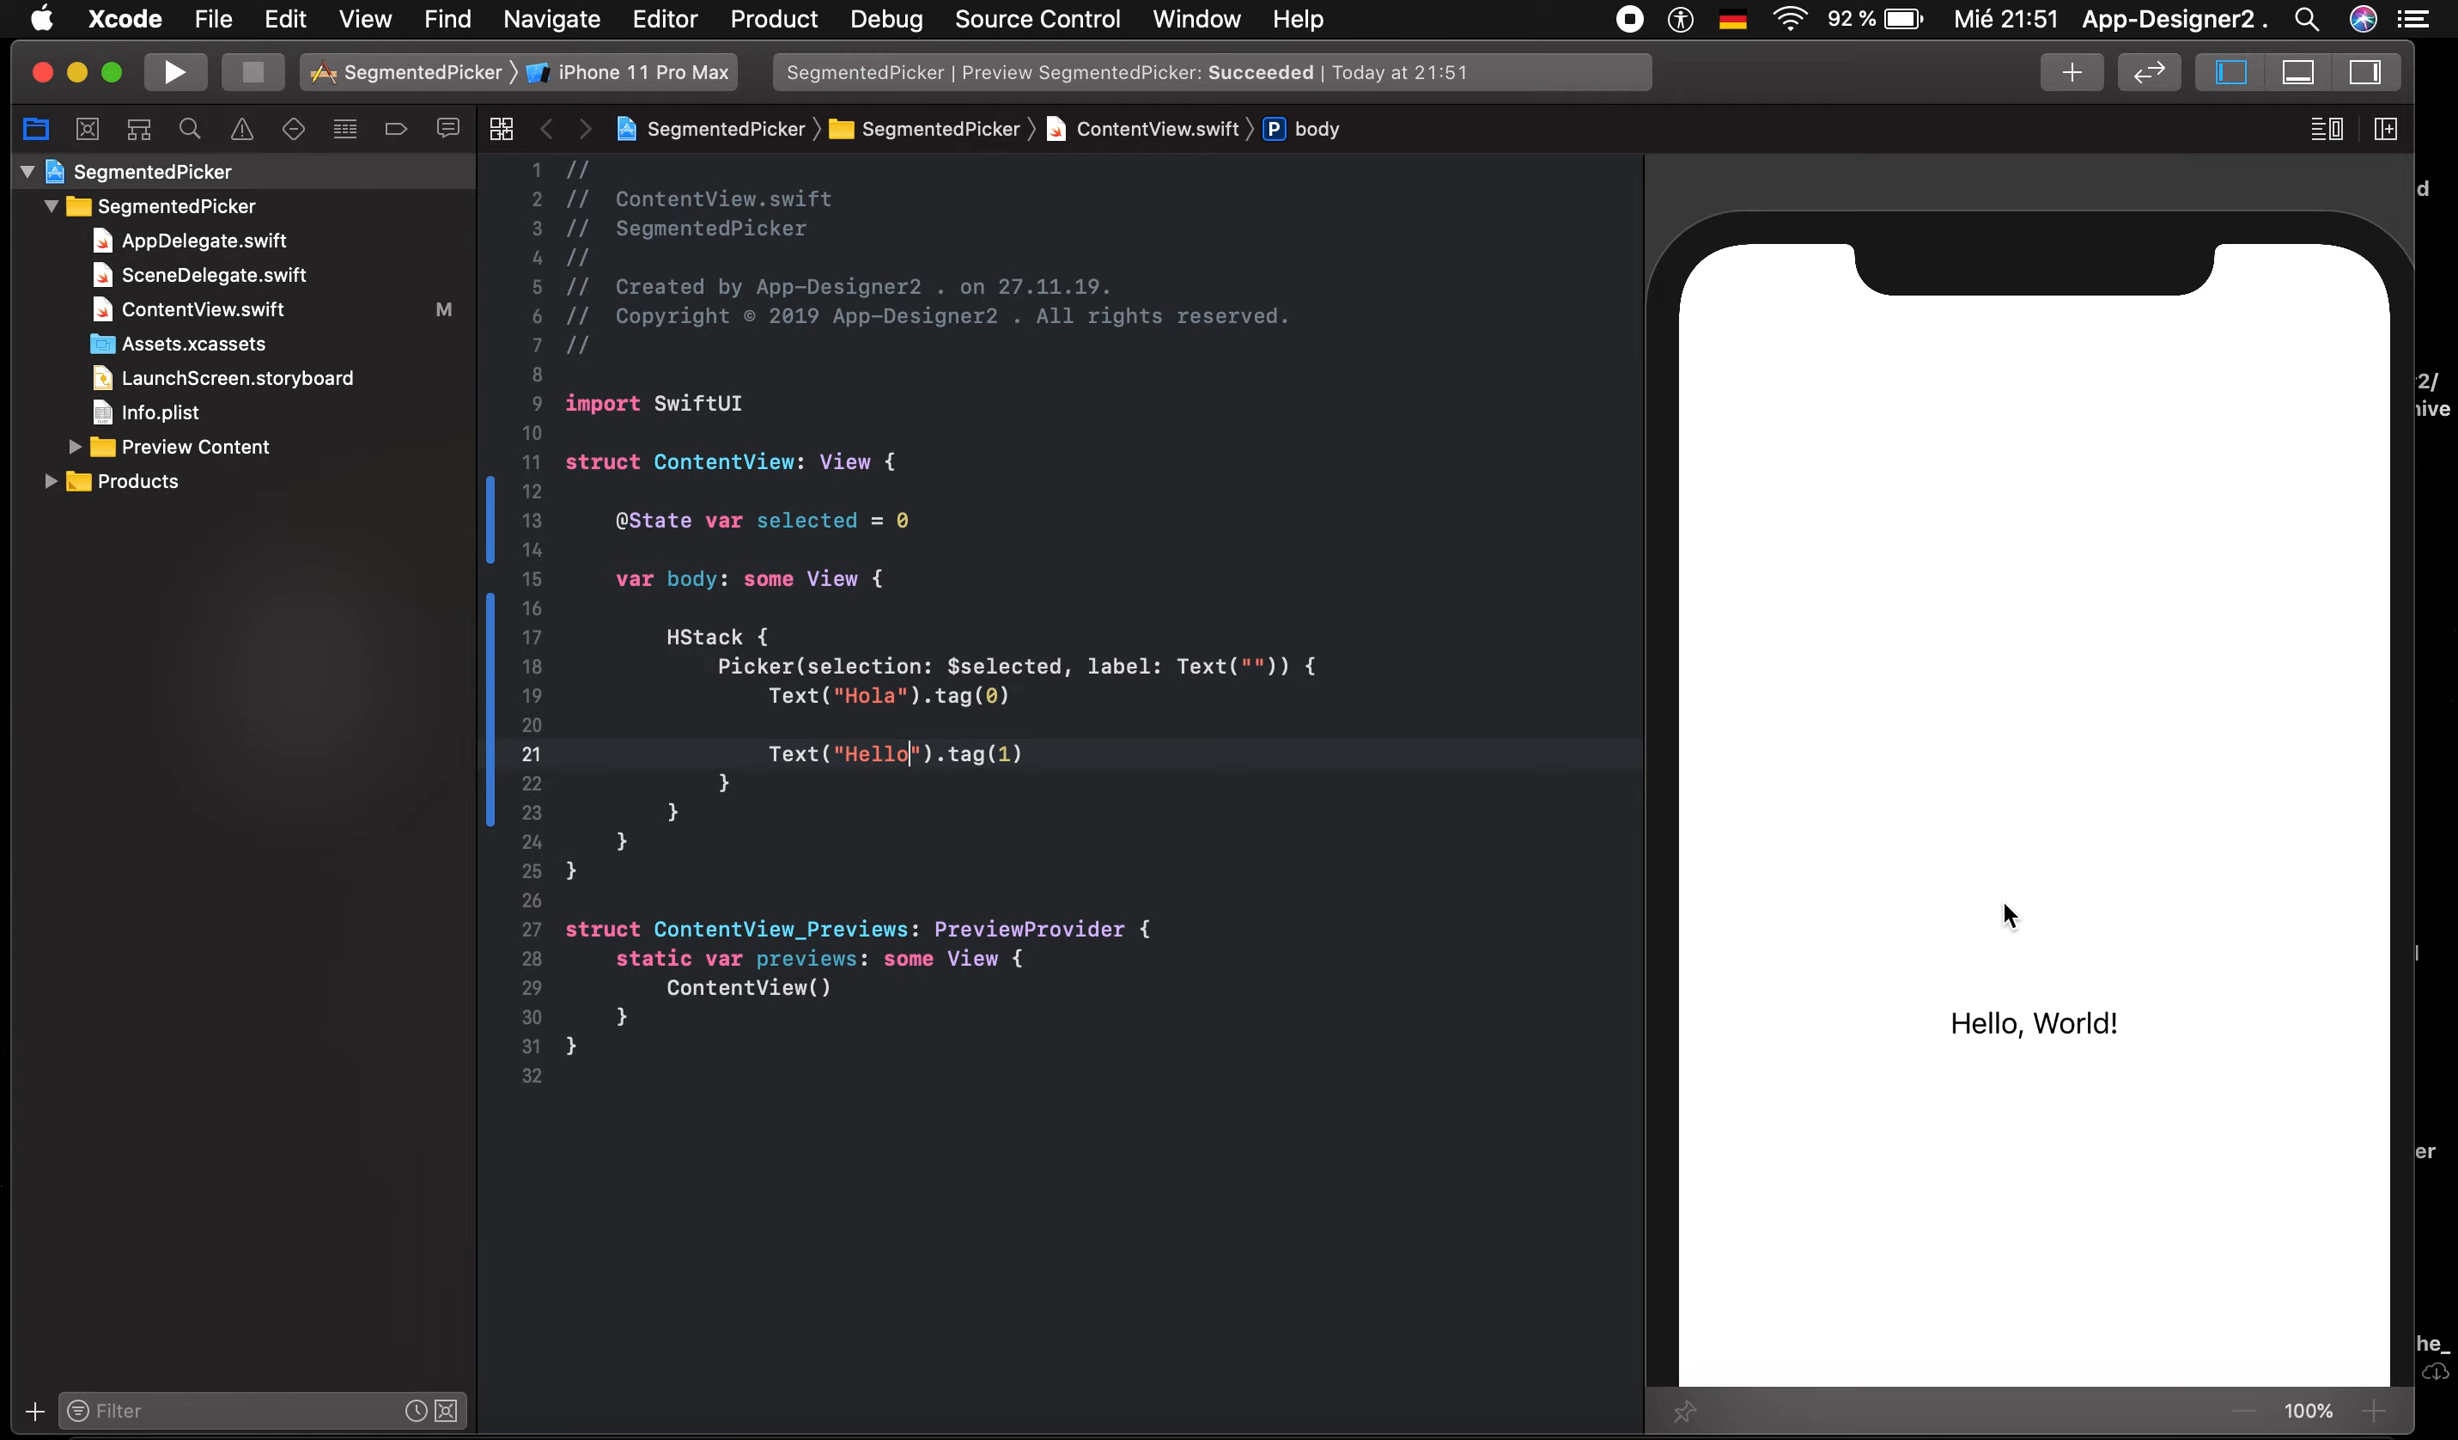 Xcode File Edit View Find Navigate Editor Product Debug Source Control Window Help 92 % Mié 21:51 App-Designer2 .
SegmentedPicker 〉 iPhone 11 Pro Max
SegmentedPicker | Preview SegmentedPicker: Succeeded | Today at 21:51
SegmentedPicker 〉 SegmentedPicker 〉 ContentView.swift 〉 P body
SegmentedPicker
SegmentedPicker
AppDelegate.swift
SceneDelegate.swift
ContentView.swift M
Assets.xcassets
LaunchScreen.storyboard
Info.plist
Preview Content
Products
Filter
1 //
2 //  ContentView.swift
3 //  SegmentedPicker
4 //
5 //  Created by App-Designer2 . on 27.11.19.
6 //  Copyright © 2019 App-Designer2 . All rights reserved.
7 //
8
9 import SwiftUI
10
11 struct ContentView: View {
12
13     @State var selected = 0
14
15     var body: some View {
16
17         HStack {
18             Picker(selection: $selected, label: Text("")) {
19                 Text("Hola").tag(0)
20
21                 Text("Hello").tag(1)
22             }
23         }
24     }
25 }
26
27 struct ContentView_Previews: PreviewProvider {
28     static var previews: some View {
29         ContentView()
30     }
31 }
32
Hello, World!
100%
d
2/
er
he_